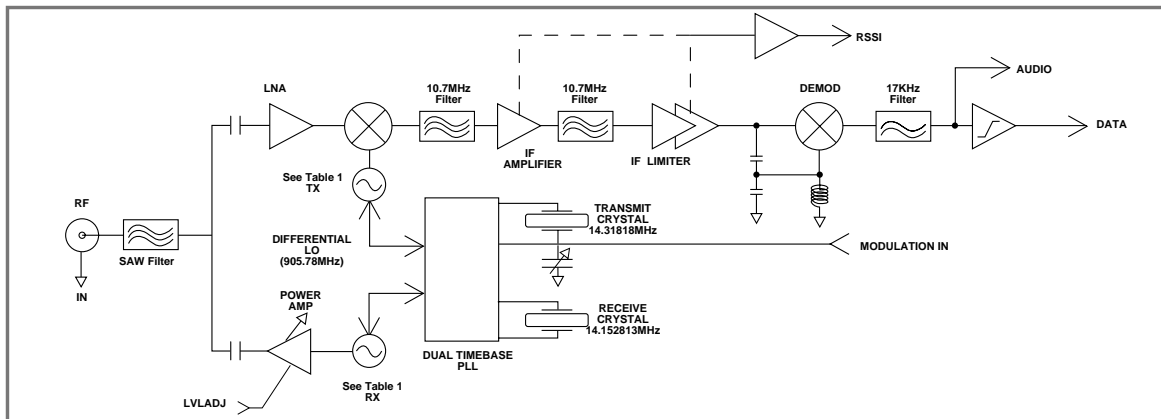 RSSI
AUDIO
LNA
10.7MHz
Filter
10.7MHz
Filter
DEMOD
17KHz
Filter
DATA
IF
AMPLIFIER
IF LIMITER
See Table 1
TX
RF
TRANSMIT
CRYSTAL
14.31818MHz
DIFFERENTIAL
LO
(905.78MHz)
MODULATION IN
SAW Filter
IN
POWER
AMP
RECEIVE
CRYSTAL
14.152813MHz
DUAL TIMEBASE
PLL
See Table 1
RX
LVLADJ